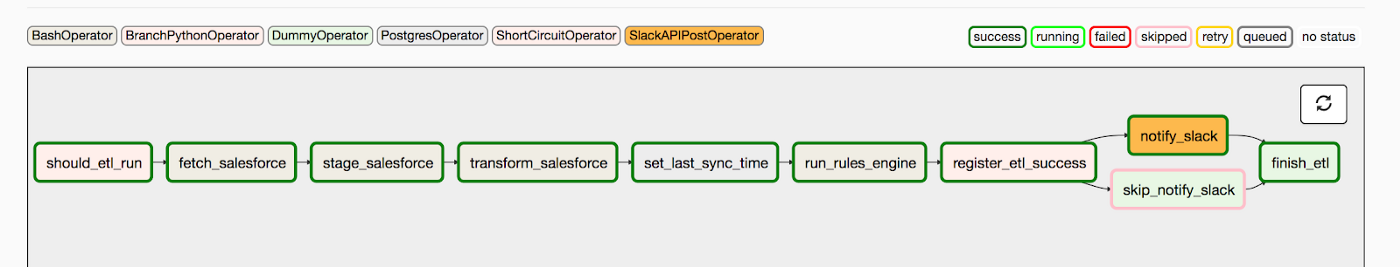 BashOperator BranchPythonOperator DummyOperator PostgresOperator ShortCircuitOperator SlackAPIPostOperator success running failed skipped retry queued no status
notify_slack
should_etl_run fetch_salesforce stage_salesforce transform_salesforce set_last_sync_time run_rules_engine register_etl_success finish_etl
skip_notify_slack